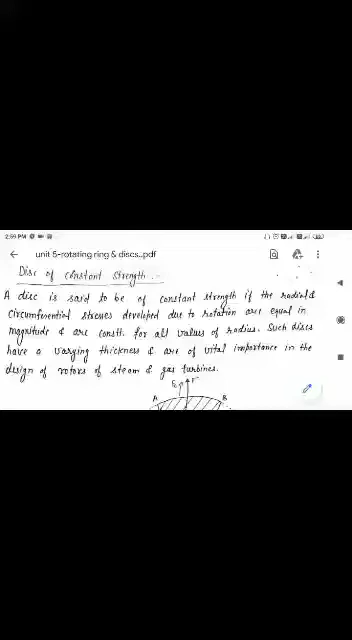 2:59 PM
unit 5-rotating ring & discs..pdf
Disc of Constant Strength :-
A disc is said to be of constant strength if the radial &
Circumferential stresses developed due to rotation are equal in
magnitude & are constt. for all values of radius. Such discs
have a varying thickness & are of vital importance in the
design of rotors of steam & gas turbines.
A B